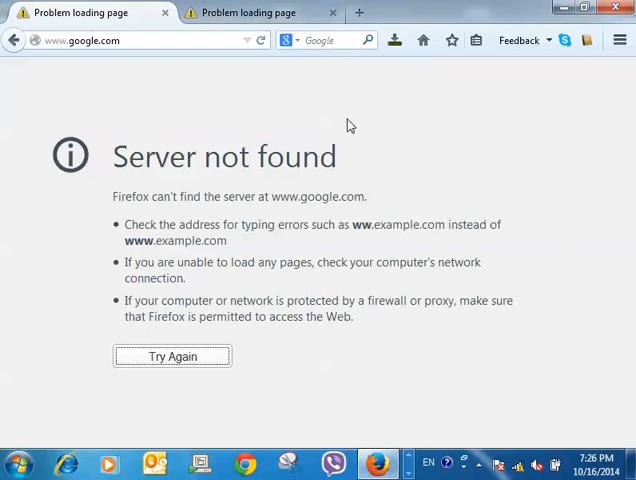 Problem loading page
Problem loading page
www.google.com
Google
Feedback
Server not found
Firefox can't find the server at www.google.com.
Check the address for typing errors such as ww.example.com instead of
www.example.com
If you are unable to load any pages, check your computer's network
connection.
If your computer or network is protected by a firewall or proxy, make sure
that Firefox is permitted to access the Web.
Try Again
EN
7:26 PM
10/16/2014